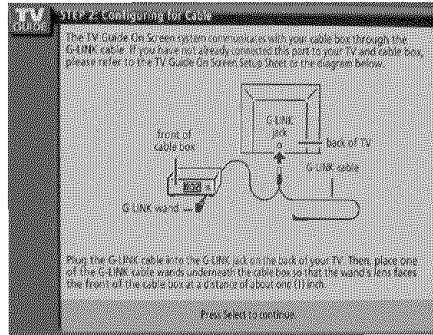 TV
GUIDE
STEP 2: Configuring for Cable
The TV Guide On Screen system communicates with your cable box through the
G-LINK cable. If you have not already connected this part to your TV and cable box,
please refer to the TV Guide On Screen Setup Sheet or the diagram below.
G-LINK
jack
front of
cable box
back of TV
G-LINK cable
G-LINK wand
Plug the G-LINK cable into the G-LINK jack on the back of your TV. Then, place one
of the G-LINK cable wands underneath the cable box so that the wand's lens faces
the front of the cable box at a distance of about one (1) inch.
Press Select to continue.